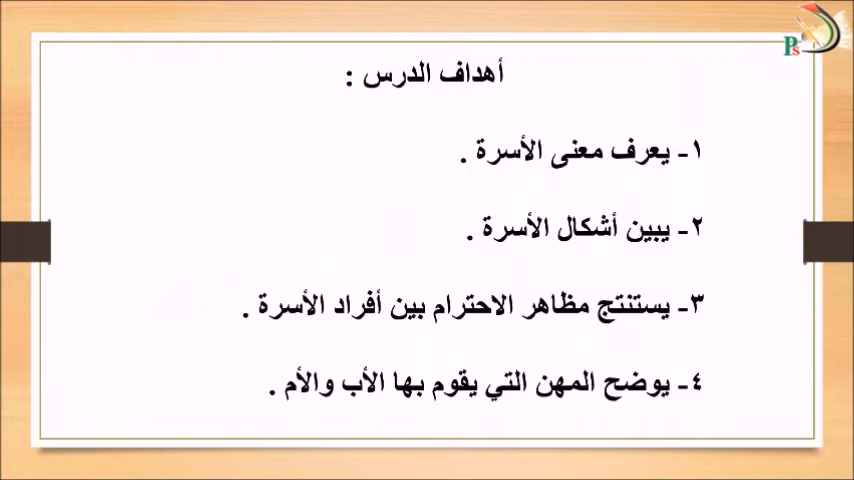 أهداف الدرس :
١- يعرف معنى الأسرة .
٢- يبين أشكال الأسرة .
٣- يستنتج مظاهر الاحترام بين أفراد الأسرة .
٤- يوضح المهن التي يقوم بها الأب والأم .
Ps